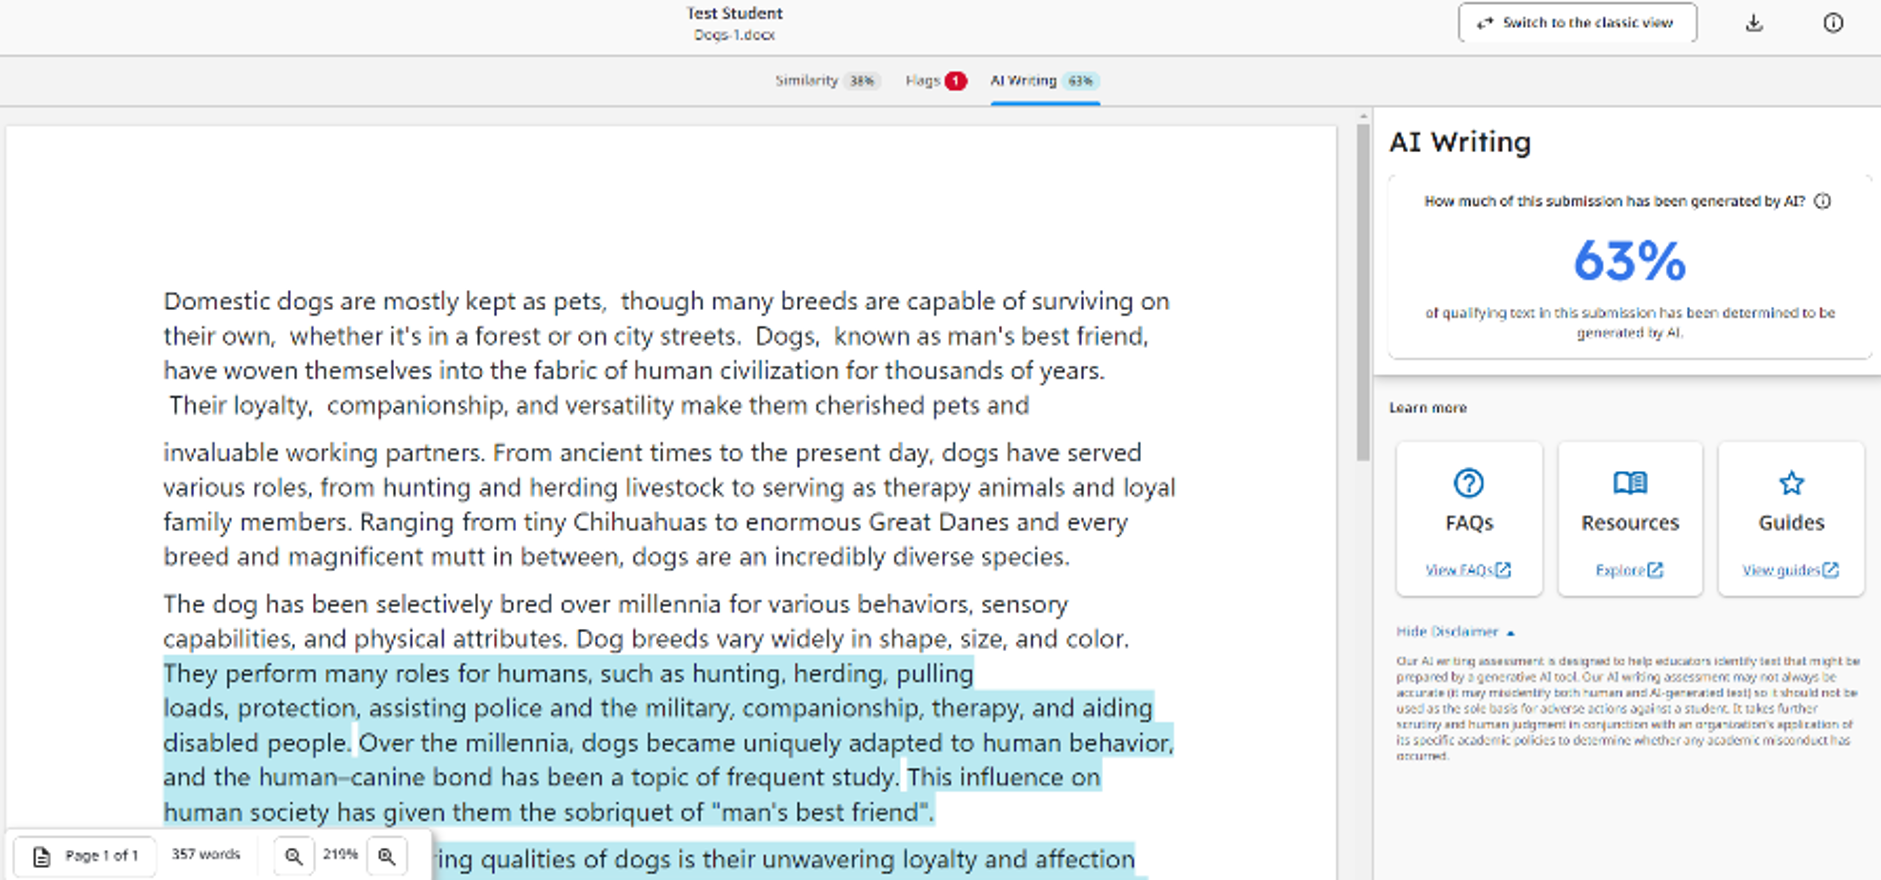 Test Student
Dogs-1.docx
Switch to the classic view
Similarity 38% Flags 1 AI Writing 63%
Domestic dogs are mostly kept as pets,  though many breeds are capable of surviving on
their own,  whether it's in a forest or on city streets.  Dogs,  known as man's best friend,
have woven themselves into the fabric of human civilization for thousands of years.
Their loyalty,  companionship, and versatility make them cherished pets and
invaluable working partners. From ancient times to the present day, dogs have served
various roles, from hunting and herding livestock to serving as therapy animals and loyal
family members. Ranging from tiny Chihuahuas to enormous Great Danes and every
breed and magnificent mutt in between, dogs are an incredibly diverse species.
The dog has been selectively bred over millennia for various behaviors, sensory
capabilities, and physical attributes. Dog breeds vary widely in shape, size, and color.
They perform many roles for humans, such as hunting, herding, pulling
loads, protection, assisting police and the military, companionship, therapy, and aiding
disabled people. Over the millennia, dogs became uniquely adapted to human behavior,
and the human–canine bond has been a topic of frequent study. This influence on
human society has given them the sobriquet of "man's best friend".
ring qualities of dogs is their unwavering loyalty and affection
Page 1 of 1 357 words 219%
AI Writing
How much of this submission has been generated by AI?
63%
of qualifying text in this submission has been determined to be
generated by AI.
Learn more
FAQs
View FAQs
Resources
Explore
Guides
View guides
Hide Disclaimer
Our AI writing assessment is designed to help educators identify text that might be
prepared by a generative AI tool. Our AI writing assessment may not always be
accurate (it may misidentify both human and AI-generated text) so it should not be
used as the sole basis for adverse actions against a student. It takes further
scrutiny and human judgment in conjunction with an organization's application of
its specific academic policies to determine whether any academic misconduct has
occurred.